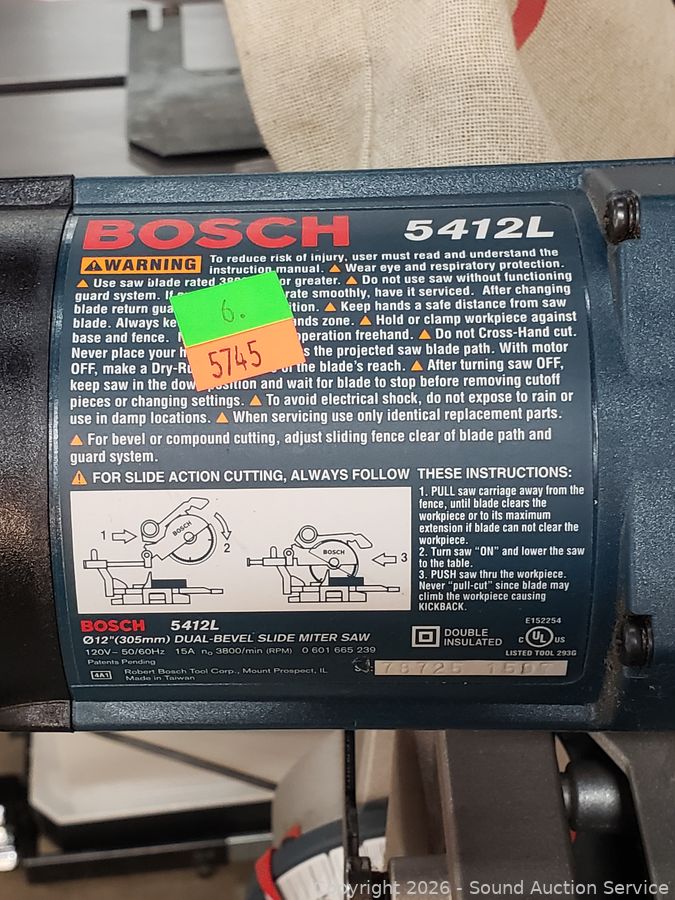 BOSCH 5412L
WARNING To reduce risk of injury, user must read and understand the
instruction manual. Wear eye and respiratory protection.
Use saw blade rated or greater. Do not use saw without functioning
guard system. If smoothly, have it serviced. After changing
blade return Keep hands a safe distance from saw
blade. Always zone. Hold or clamp workpiece against
base and fence. operation freehand. Do not Cross-Hand cut.
Never place your the projected saw blade path. With motor
OFF, make a of the blade's reach. After turning saw OFF,
keep saw in the down position and wait for blade to stop before removing cutoff
pieces or changing settings. To avoid electrical shock, do not expose to rain or
use in damp locations. When servicing use only identical replacement parts.
For bevel or compound cutting, adjust sliding fence clear of blade path and
guard system.
6.
5745
FOR SLIDE ACTION CUTTING, ALWAYS FOLLOW THESE INSTRUCTIONS:
1. PULL saw carriage away from the
fence, until blade clears the
workpiece or to its maximum
extension if blade can not clear the
workpiece.
2. Turn saw "ON" and lower the saw
to the table.
3. PUSH saw thru the workpiece.
Never "pull-cut" since blade may
climb the workpiece causing
KICKBACK.
1 BOSCH 2
BOSCH 3
BOSCH 5412L
Ø12"(305mm) DUAL-BEVEL SLIDE MITER SAW
120V~ 50/60Hz 15A n₀ 3800/min (RPM) 0 601 665 239
Patents Pending
4A1 Robert Bosch Tool Corp., Mount Prospect, IL
Made in Taiwan
DOUBLE
INSULATED
E152254
C UL US
LISTED TOOL 293G
Copyright 2026 - Sound Auction Service